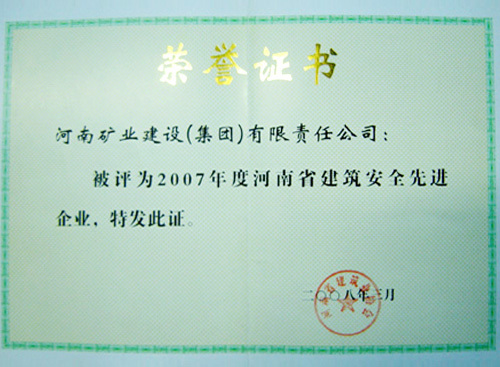 荣誉证书
河南矿业建设(集团)有限责任公司:
被评为2007年度河南省建筑安全先进
企业,特发此证。
二〇〇八年三月